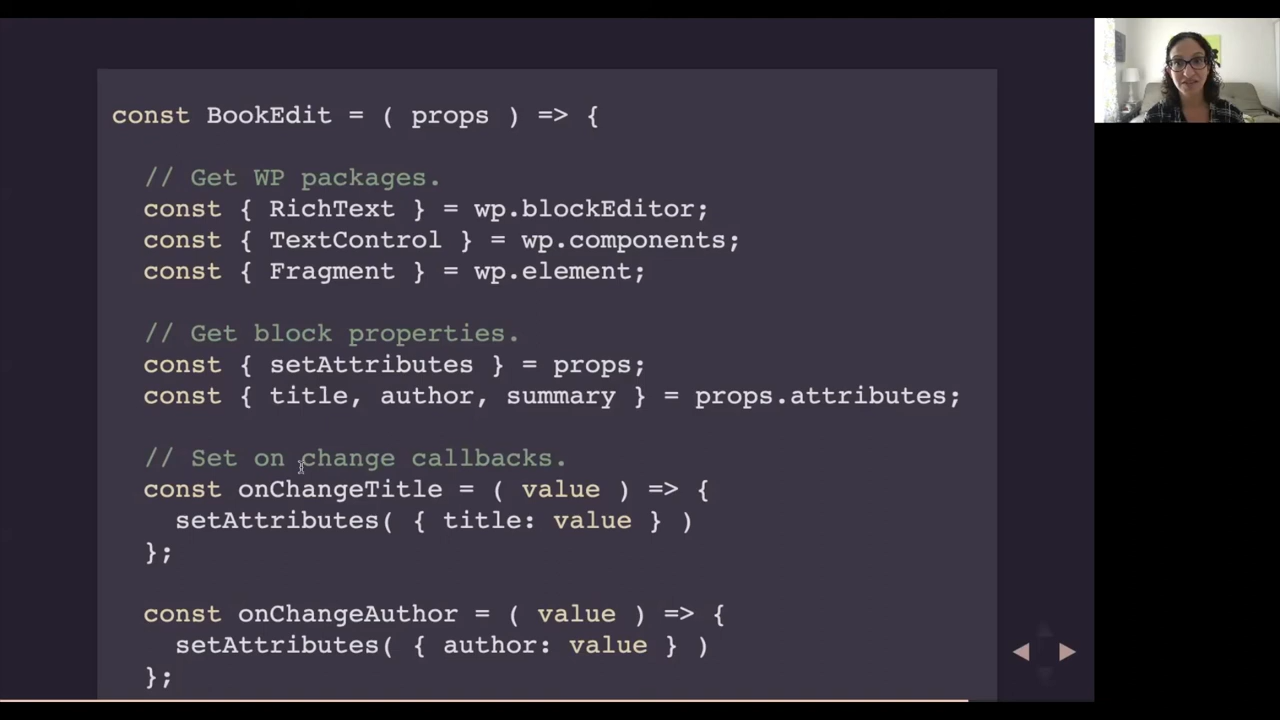 const BookEdit = ( props ) => {
// Get WP packages.
const { RichText } = wp.blockEditor;
const { TextControl } = wp.components;
const { Fragment } = wp.element;
// Get block properties.
const { setAttributes } = props;
const { title, author, summary } = props.attributes;
// Set on change callbacks.
const onChangeTitle = ( value ) => {
setAttributes( { title: value } )
};
const onChangeAuthor = ( value ) => {
setAttributes( { author: value } )
};